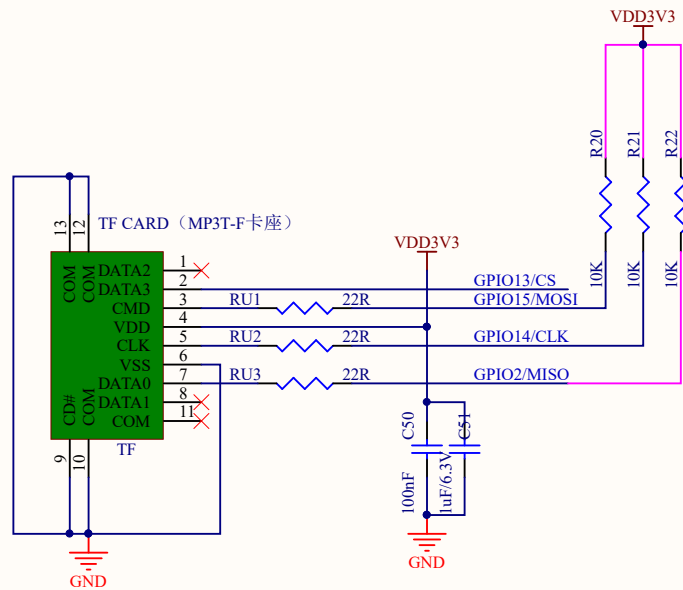 VDD3V3
R20
R21
R22
10K
10K
10K
TF CARD（MP3T-F卡座）
13
12
COM
COM
DATA2 1
DATA3 2
CMD 3
VDD 4
CLK 5
VSS 6
DATA0 7
DATA1 8
COM 11
CD#
COM
9
10
TF
GND
VDD3V3
GPIO13/CS
RU1 22R GPIO15/MOSI
RU2 22R GPIO14/CLK
RU3 22R GPIO2/MISO
C50
100nF
C51
1uF/6.3V
GND